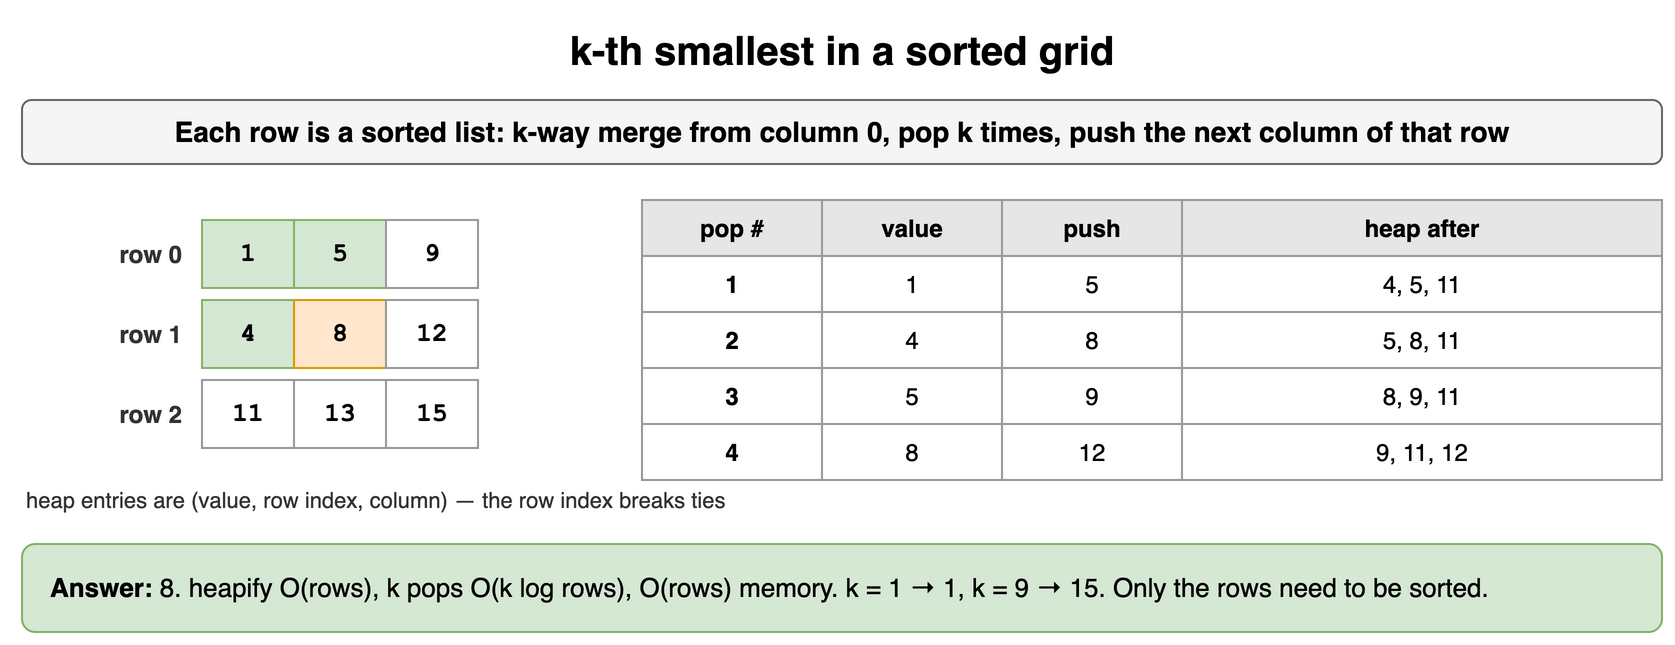 k-th smallest in a sorted grid
Each row is a sorted list: k-way merge from column 0, pop k times, push the next column of that row
row 0 1 5 9
row 1 4 8 12
row 2 11 13 15
pop # value push heap after
1 1 5 4, 5, 11
2 4 8 5, 8, 11
3 5 9 8, 9, 11
4 8 12 9, 11, 12
heap entries are (value, row index, column) — the row index breaks ties
Answer: 8. heapify O(rows), k pops O(k log rows), O(rows) memory. k = 1 → 1, k = 9 → 15. Only the rows need to be sorted.